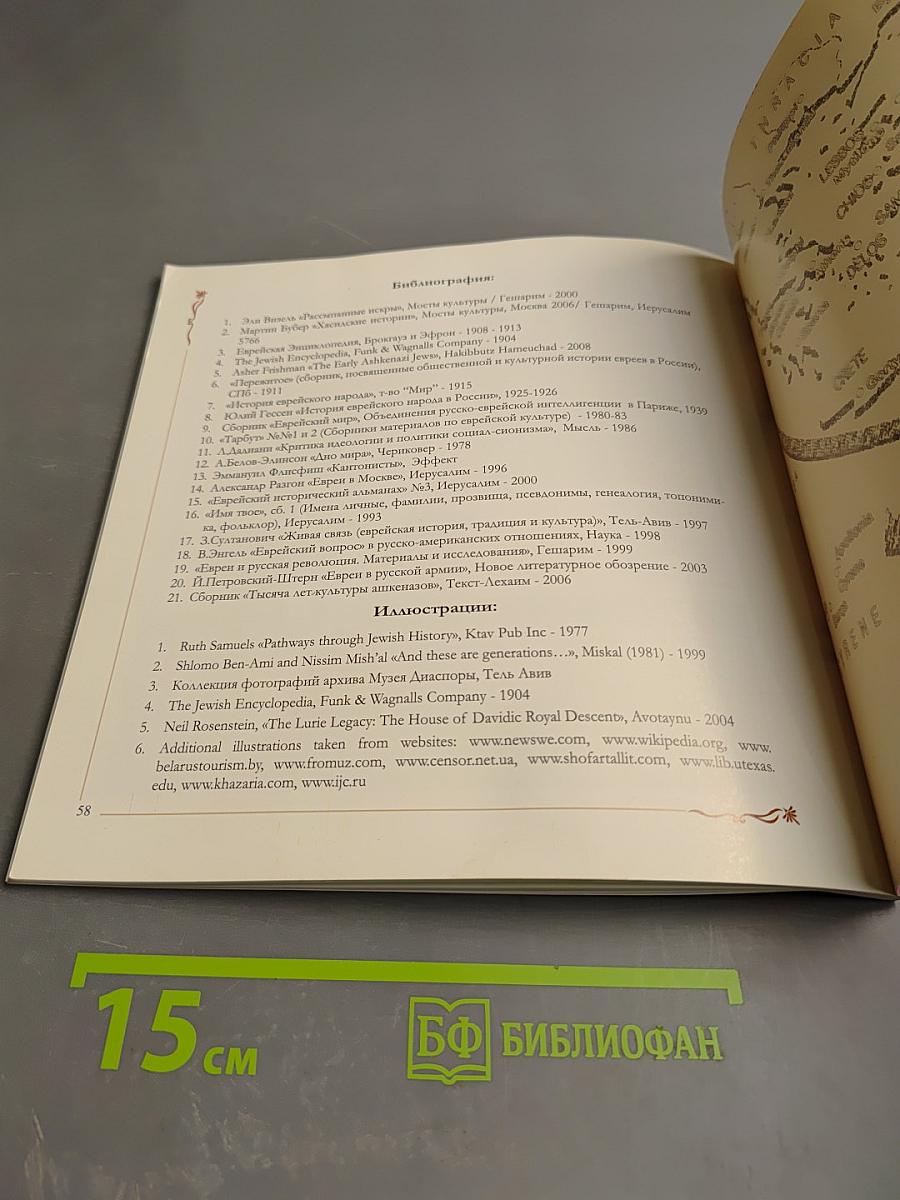 Библиография:
1. Эли Визель «Рассыпанные искры», Мосты культуры / Гешарим - 2000
2. Мартин Бубер «Хасидские истории», Мосты культуры, Москва 2006/ Гешарим, Иерусалим
5766
3. Еврейская Энциклопедия, Брокгауз и Эфрон - 1908 - 1913
4. The Jewish Encyclopedia, Funk & Wagnalls Company - 1904
5. Asher Frishman «The Early Ashkenazi Jews», Hakibbutz Hameuchad - 2008
6. «Пережитое» (сборник, посвященные общественной и культурной истории евреев в России),
СПб - 1911
7. «История еврейского народа», т-во "Мир" - 1915
8. Юлий Гессен «История еврейского народа в России», 1925-1926
9. Сборник «Еврейский мир», Объединения русско-еврейской интеллигенции в Париже, 1939
10. «Тарбут» №№1 и 2 (Сборники материалов по еврейской культуре) - 1980-83
11. Л.Дадиани «Критика идеологии и политики социал-сионизма», Мысль - 1986
12. А.Белов-Элинсон «Дно мира», Чериковер - 1978
13. Эммануил Флисфиш «Кантонисты», Эффект
14. Александр Разгон «Евреи в Москве», Иерусалим - 1996
15. «Еврейский исторический альманах» №3, Иерусалим - 2000
16. «Имя твое», сб. 1 (Имена личные, фамилии, прозвища, псевдонимы, генеалогия, топоними-
ка, фольклор), Иерусалим - 1993
17. З.Султанович «Живая связь (еврейская история, традиция и культура)», Тель-Авив - 1997
18. В.Энгель «Еврейский вопрос» в русско-американских отношениях, Наука - 1998
19. «Евреи и русская революция. Материалы и исследования», Гешарим - 1999
20. Й.Петровский-Штерн «Евреи в русской армии», Новое литературное обозрение - 2003
21. Сборник «Тысяча лет культуры ашкеназов», Текст-Лехаим - 2006
Иллюстрации:
1. Ruth Samuels «Pathways through Jewish History», Ktav Pub Inc - 1977
2. Shlomo Ben-Ami and Nissim Mish'al «And these are generations…», Miskal (1981) - 1999
3. Коллекция фотографий архива Музея Диаспоры, Тель Авив
4. The Jewish Encyclopedia, Funk & Wagnalls Company - 1904
5. Neil Rosenstein, «The Lurie Legacy: The House of Davidic Royal Descent», Avotaynu - 2004
6. Additional illustrations taken from websites: www.newswe.com, www.wikipedia.org, www.
belarustourism.by, www.fromuz.com, www.censor.net.ua, www.shofartallit.com, www.lib.utexas.
edu, www.khazaria.com, www.ijc.ru
58
LESBOS
CHIOS
DELOS
CRETE
15 см
БФ БИБЛИОФАН